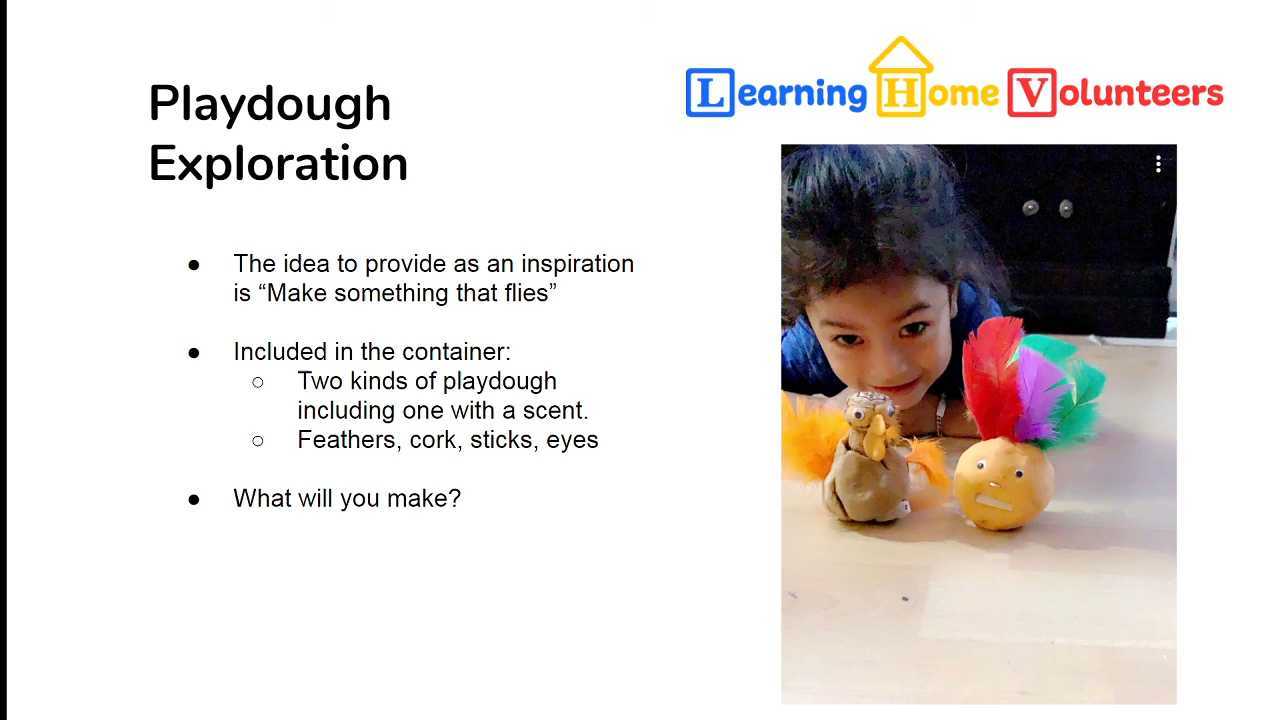 Learning Home Volunteers
Playdough
Exploration
● The idea to provide as an inspiration
is “Make something that flies”
● Included in the container:
○ Two kinds of playdough
including one with a scent.
○ Feathers, cork, sticks, eyes
● What will you make?